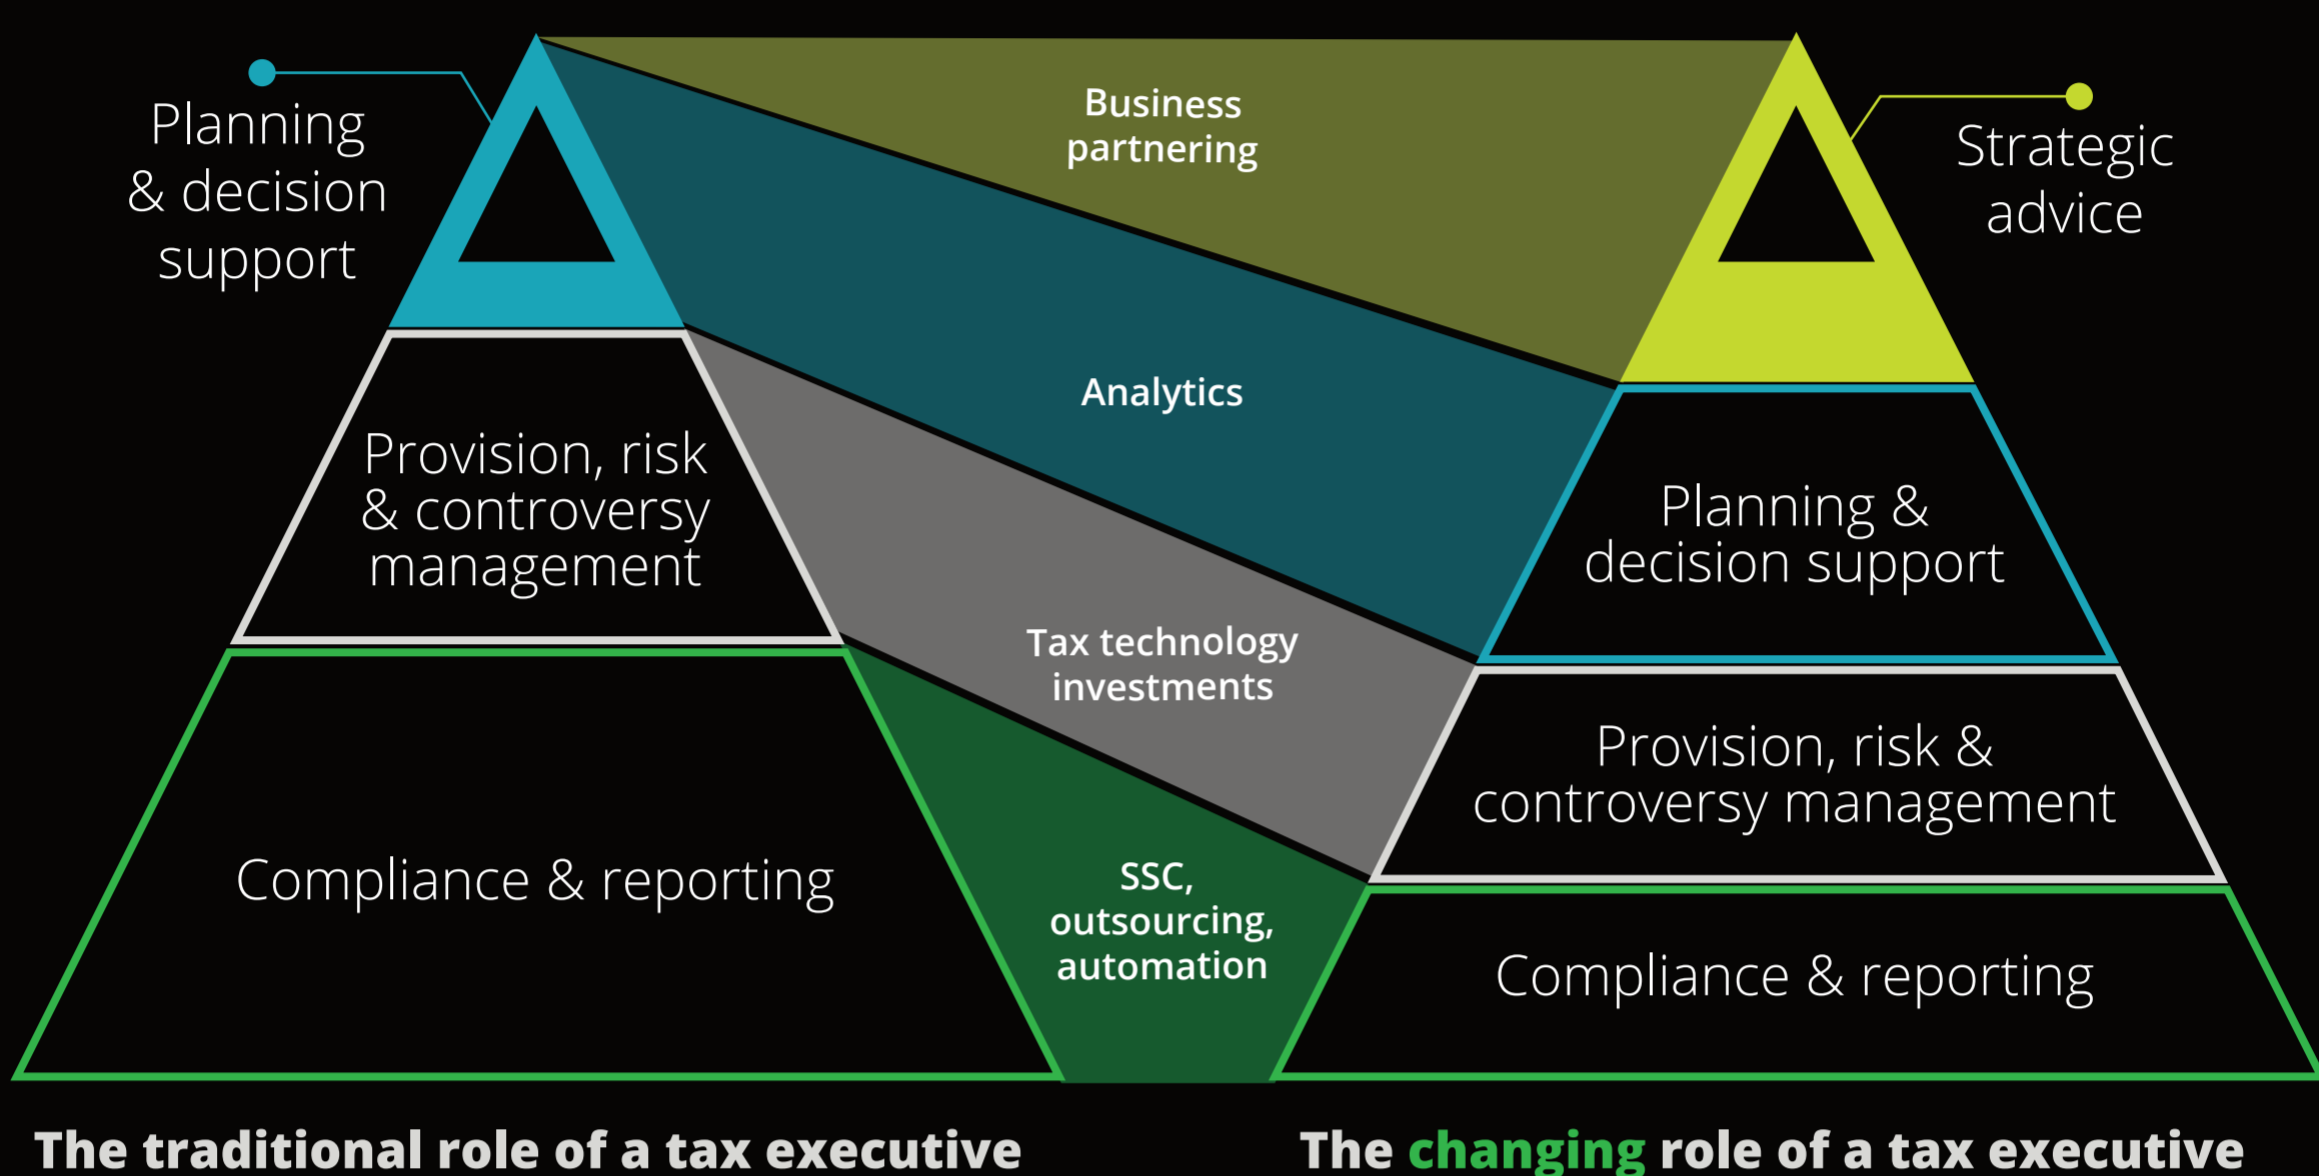 Planning
& decision
support
Provision, risk
& controversy
management
Compliance & reporting
Business
partnering
Analytics
Tax technology
investments
SSC,
outsourcing,
automation
Strategic
advice
Planning &
decision support
Provision, risk &
controversy management
Compliance & reporting
The traditional role of a tax executive
The changing role of a tax executive